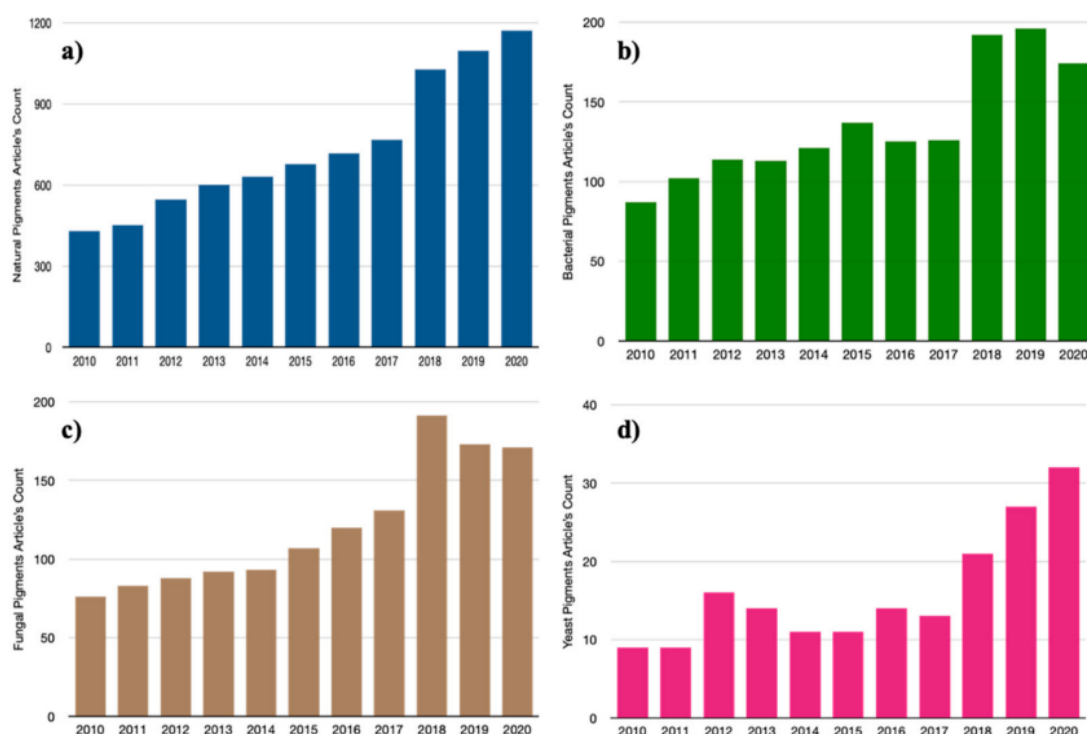 a)
Natural Pigments Article's Count
1200
900
600
300
0
2010 2011 2012 2013 2014 2015 2016 2017 2018 2019 2020
b)
Bacterial Pigments Article's Count
200
150
100
50
0
2010 2011 2012 2013 2014 2015 2016 2017 2018 2019 2020
c)
Fungal Pigments Article's Count
200
150
100
50
0
2010 2011 2012 2013 2014 2015 2016 2017 2018 2019 2020
d)
Yeast Pigments Article's Count
40
30
20
10
0
2010 2011 2012 2013 2014 2015 2016 2017 2018 2019 2020